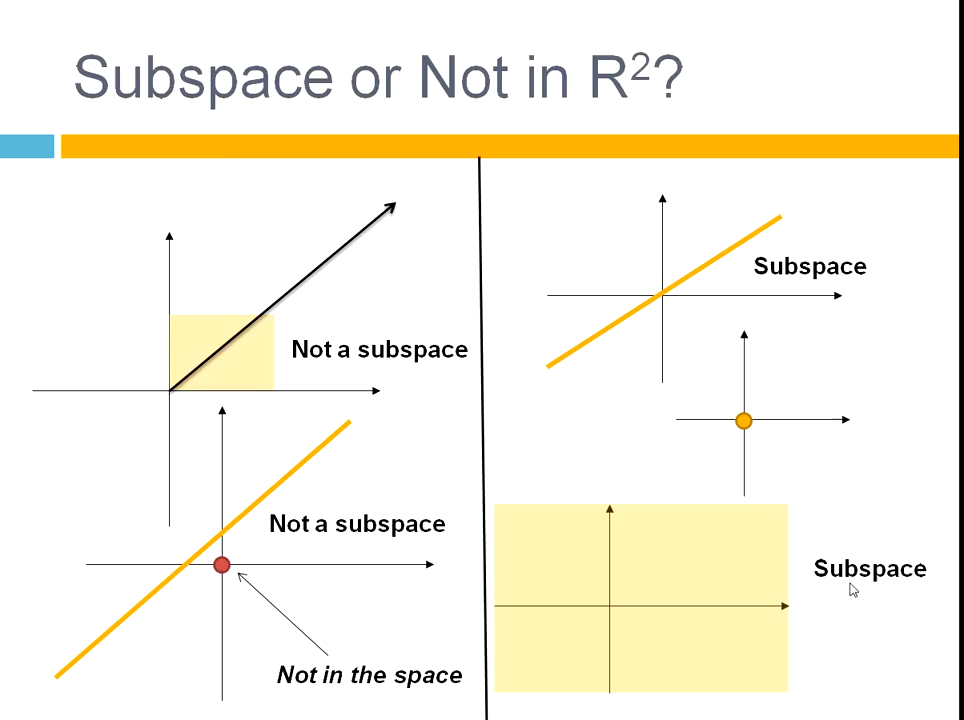 Subspace or Not in R²?
Not a subspace
Not a subspace
Not in the space
Subspace
Subspace